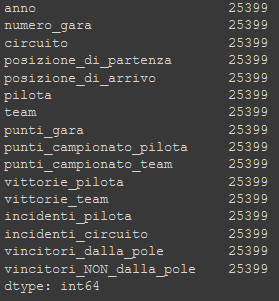 anno 25399
numero_gara 25399
circuito 25399
posizione_di_partenza 25399
posizione_di_arrivo 25399
pilota 25399
team 25399
punti_gara 25399
punti_campionato_pilota 25399
punti_campionato_team 25399
vittorie_pilota 25399
vittorie_team 25399
incidenti_pilota 25399
incidenti_circuito 25399
vincitori_dalla_pole 25399
vincitori_NON_dalla_pole 25399
dtype: int64